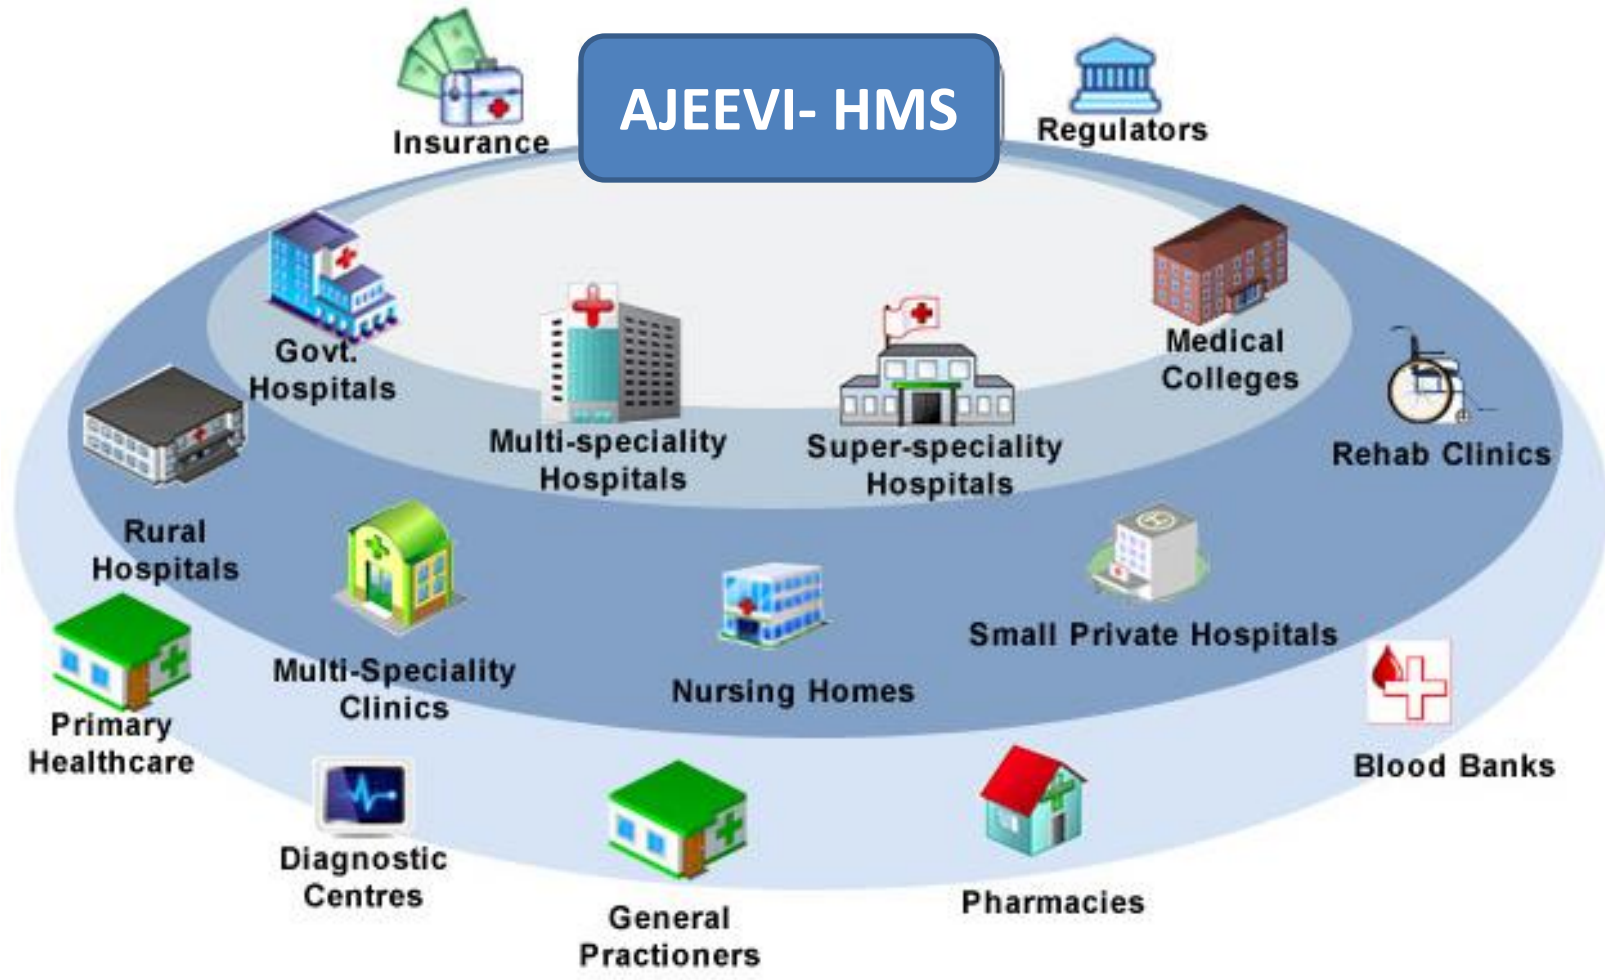 AJEEVI- HMS
Insurance
Regulators
Govt.
Hospitals
Medical
Colleges
Multi-speciality
Hospitals
Super-speciality
Hospitals
Rehab Clinics
Rural
Hospitals
Multi-Speciality
Clinics
Nursing Homes
Small Private Hospitals
Primary
Healthcare
Blood Banks
Diagnostic
Centres
General
Practioners
Pharmacies